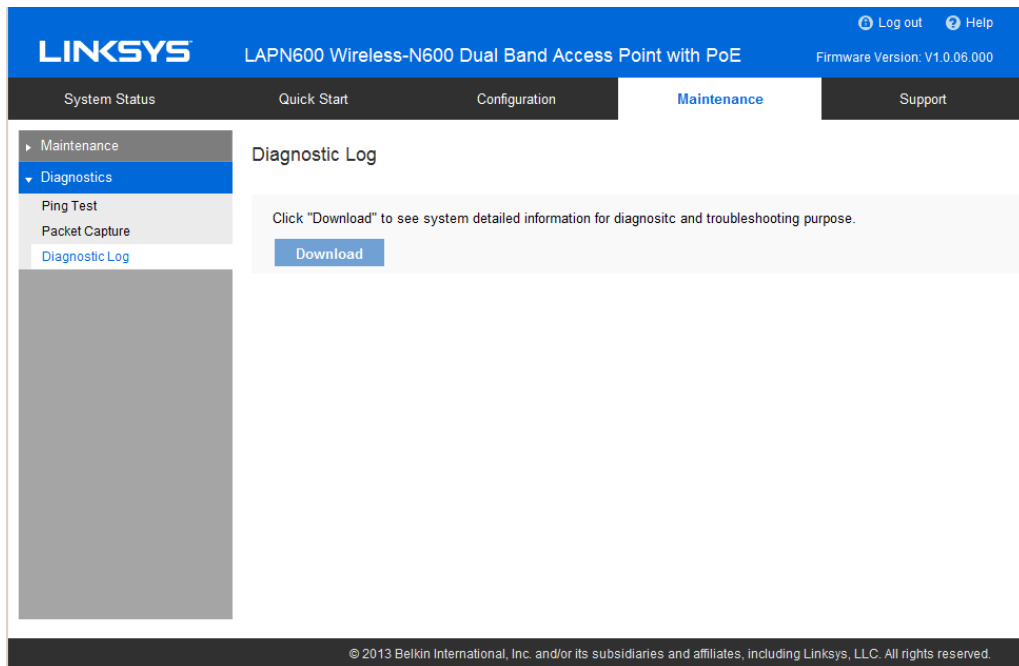 Log out Help
LINKSYS LAPN600 Wireless-N600 Dual Band Access Point with PoE Firmware Version: V1.0.06.000
System Status Quick Start Configuration Maintenance Support
Maintenance
Diagnostics
Ping Test
Packet Capture
Diagnostic Log
Diagnostic Log
Click "Download" to see system detailed information for diagnositc and troubleshooting purpose.
Download
© 2013 Belkin International, Inc. and/or its subsidiaries and affiliates, including Linksys, LLC. All rights reserved.